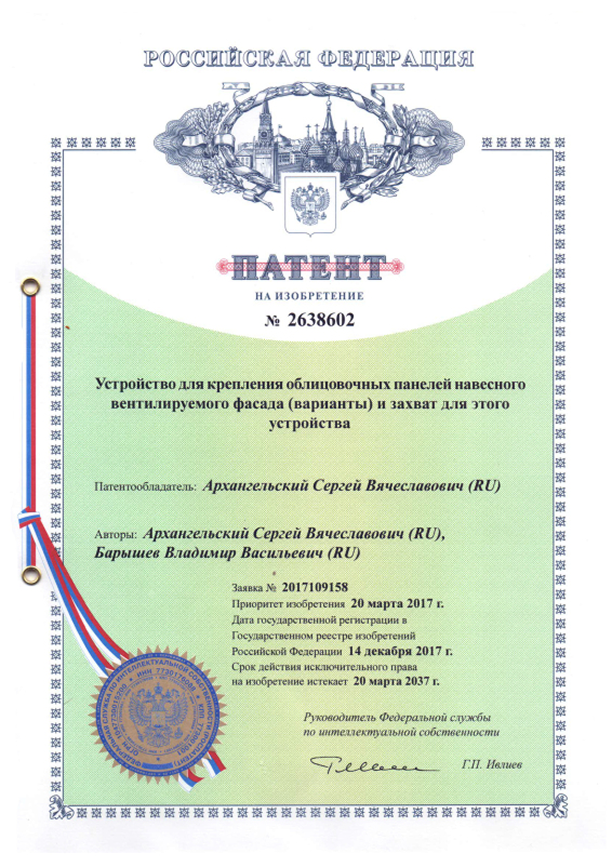 РОССИЙСКАЯ ФЕДЕРАЦИЯ
ПАТЕНТ
НА ИЗОБРЕТЕНИЕ
№ 2638602
Устройство для крепления облицовочных панелей навесного
вентилируемого фасада (варианты) и захват для этого
устройства
Патентообладатель: Архангельский Сергей Вячеславович (RU)
Авторы: Архангельский Сергей Вячеславович (RU),
Барышев Владимир Васильевич (RU)
Заявка № 2017109158
Приоритет изобретения 20 марта 2017 г.
Дата государственной регистрации в
Государственном реестре изобретений
Российской Федерации 14 декабря 2017 г.
Срок действия исключительного права
на изобретение истекает 20 марта 2037 г.
Руководитель Федеральной службы
по интеллектуальной собственности
Г.П. Ивлиев
ФЕДЕРАЛЬНАЯ СЛУЖБА ПО ИНТЕЛЛЕКТУАЛЬНОЙ СОБСТВЕННОСТИ